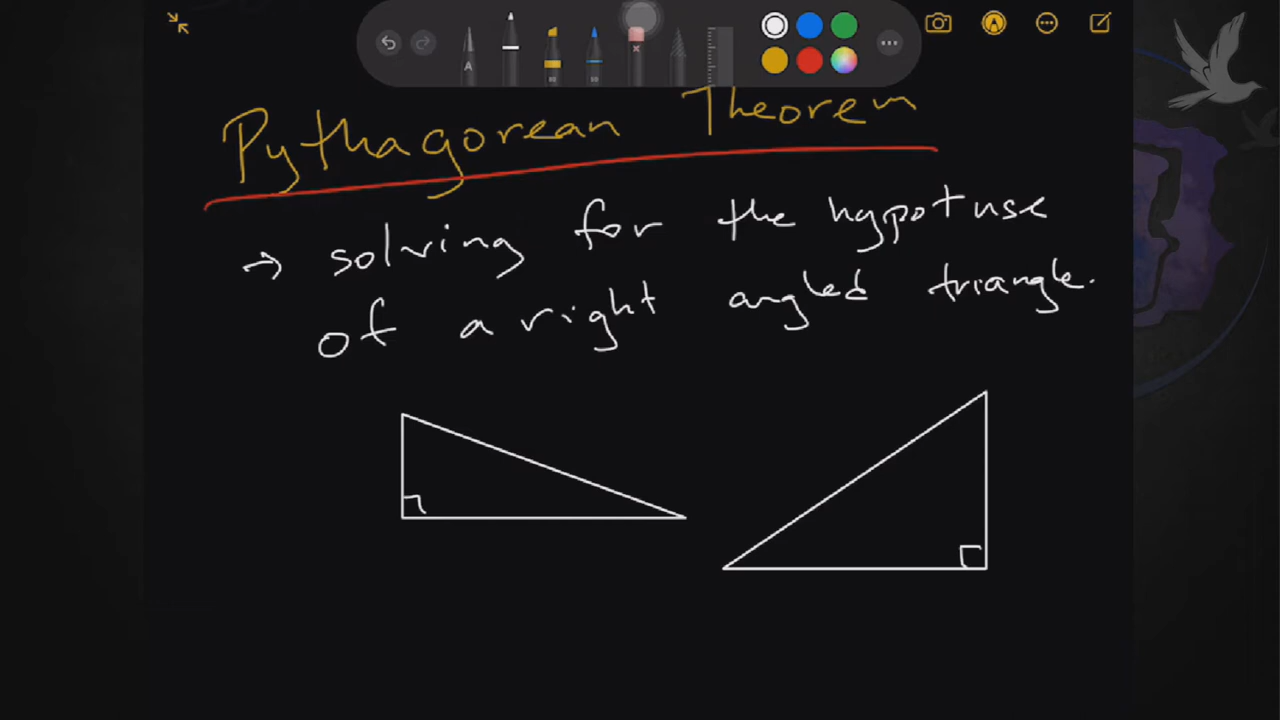 Pythagorean Theorem
→ solving for the hypotuse
of a right angled triangle.